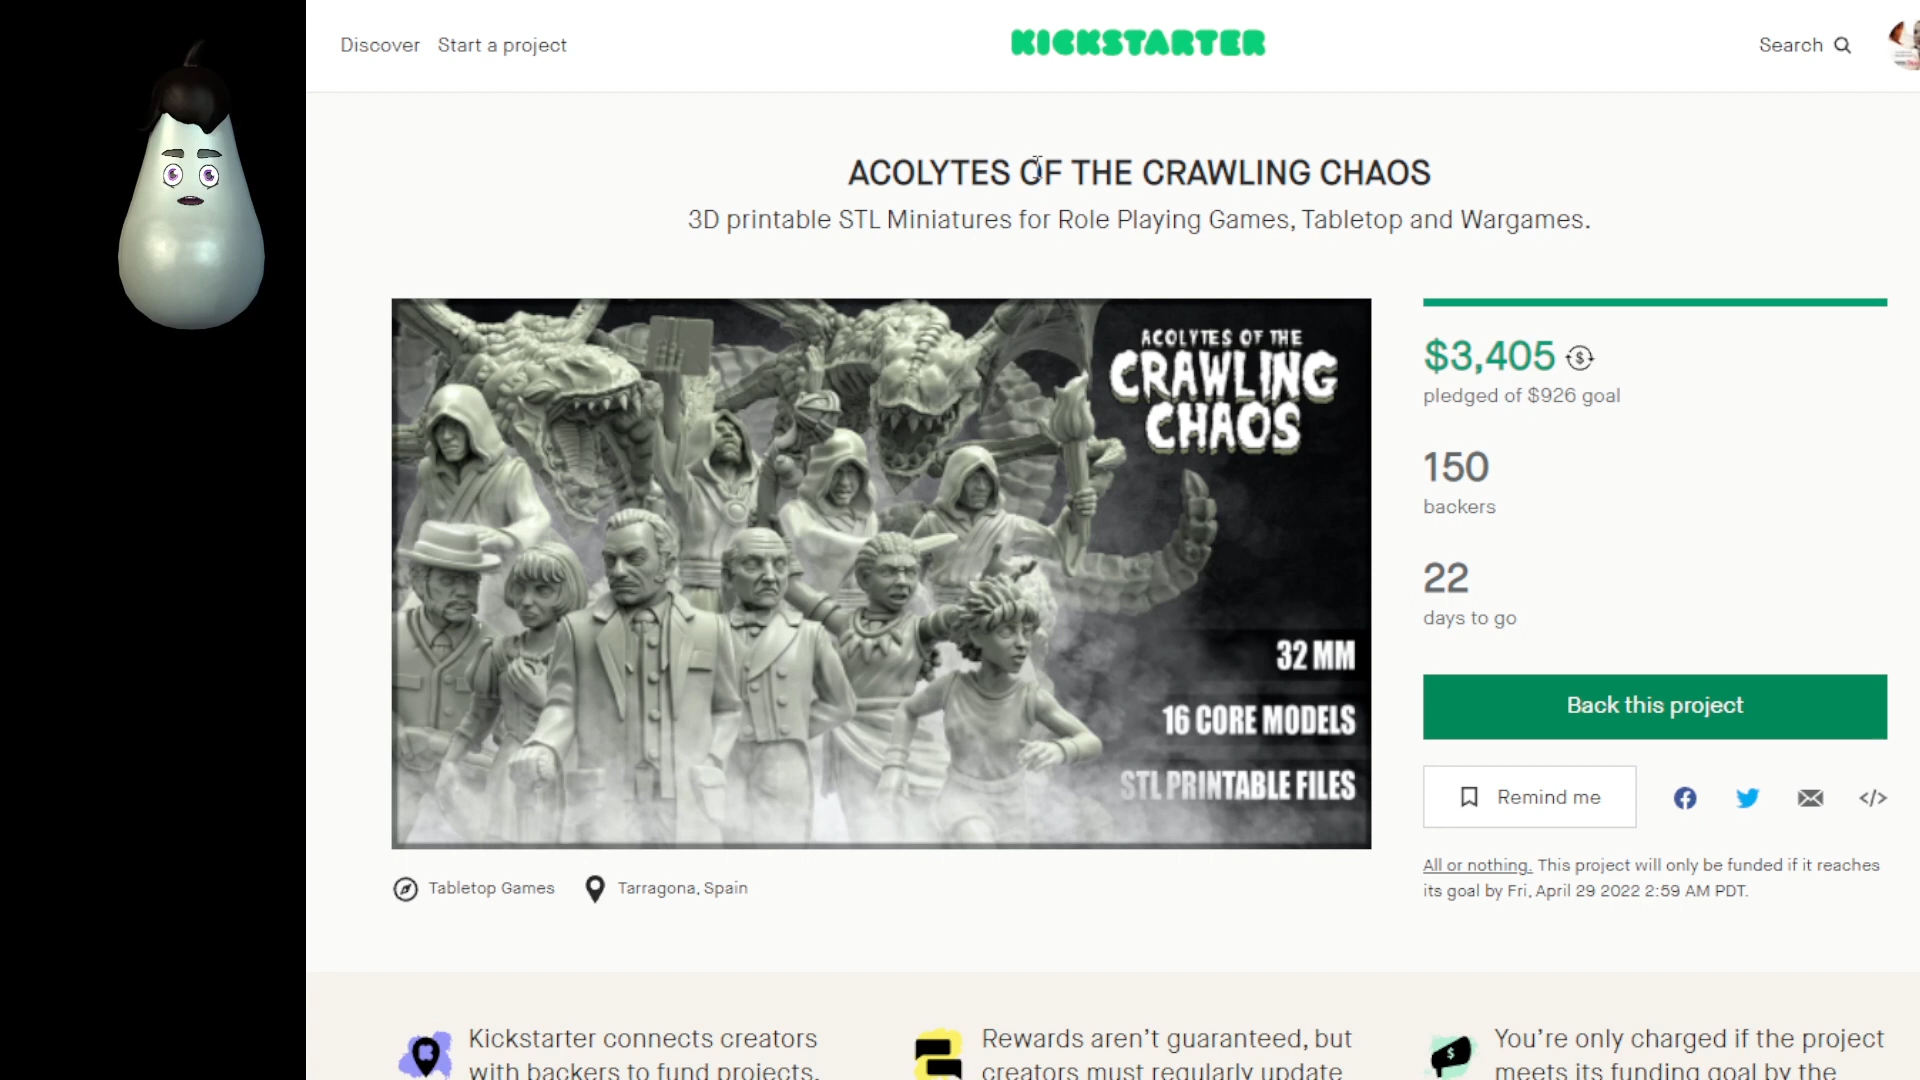 Discover Start a project
KICKSTARTER
Search
ACOLYTES OF THE CRAWLING CHAOS
3D printable STL Miniatures for Role Playing Games, Tabletop and Wargames.
ACOLYTES OF THE
CRAWLING
CHAOS
32 MM
16 CORE MODELS
STL PRINTABLE FILES
$3,405
pledged of $926 goal
150
backers
22
days to go
Back this project
Remind me
All or nothing. This project will only be funded if it reaches
its goal by Fri, April 29 2022 2:59 AM PDT.
Tabletop Games Tarragona, Spain
Kickstarter connects creators
with backers to fund projects.
Rewards aren't guaranteed, but
creators must regularly update
You're only charged if the project
meets its funding goal by the